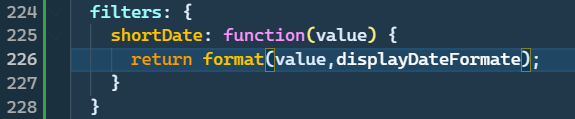 224 filters: {
225 shortDate: function(value) {
226 return format(value,displayDateFormate);
227 }
228 }